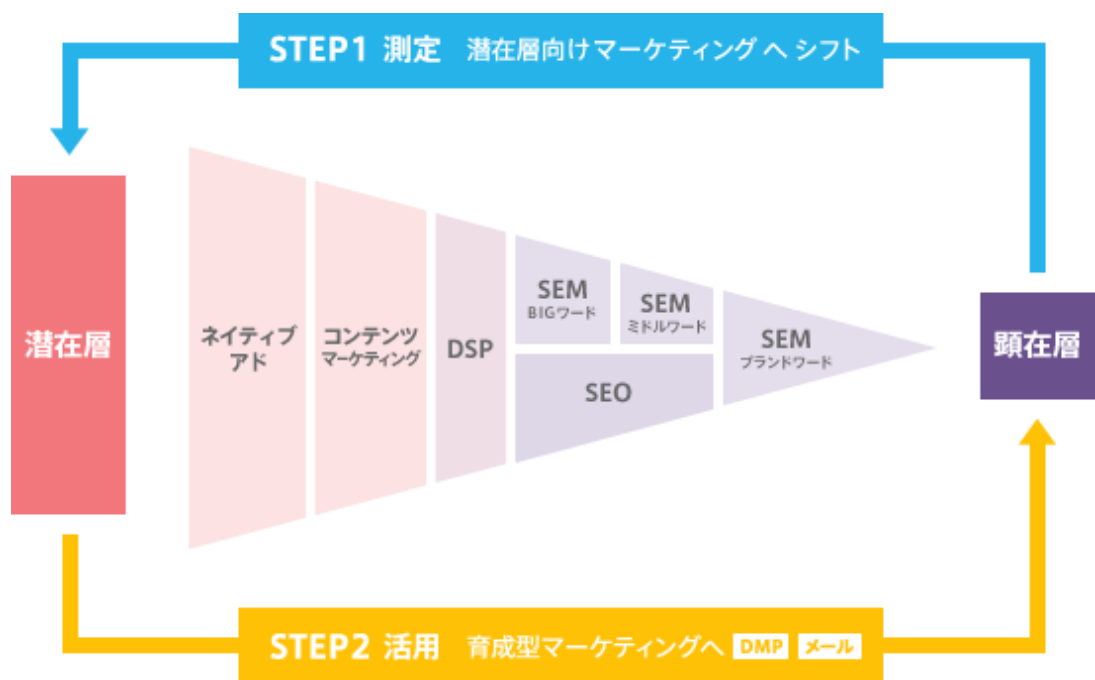 STEP1 測定 潜在層向けマーケティングへシフト
潜在層
ネイティブ
アド
コンテンツ
マーケティング
DSP
SEM
BIGワード
SEM
ミドルワード
SEO
SEM
ブランドワード
顕在層
STEP2 活用 育成型マーケティングへ DMP メール